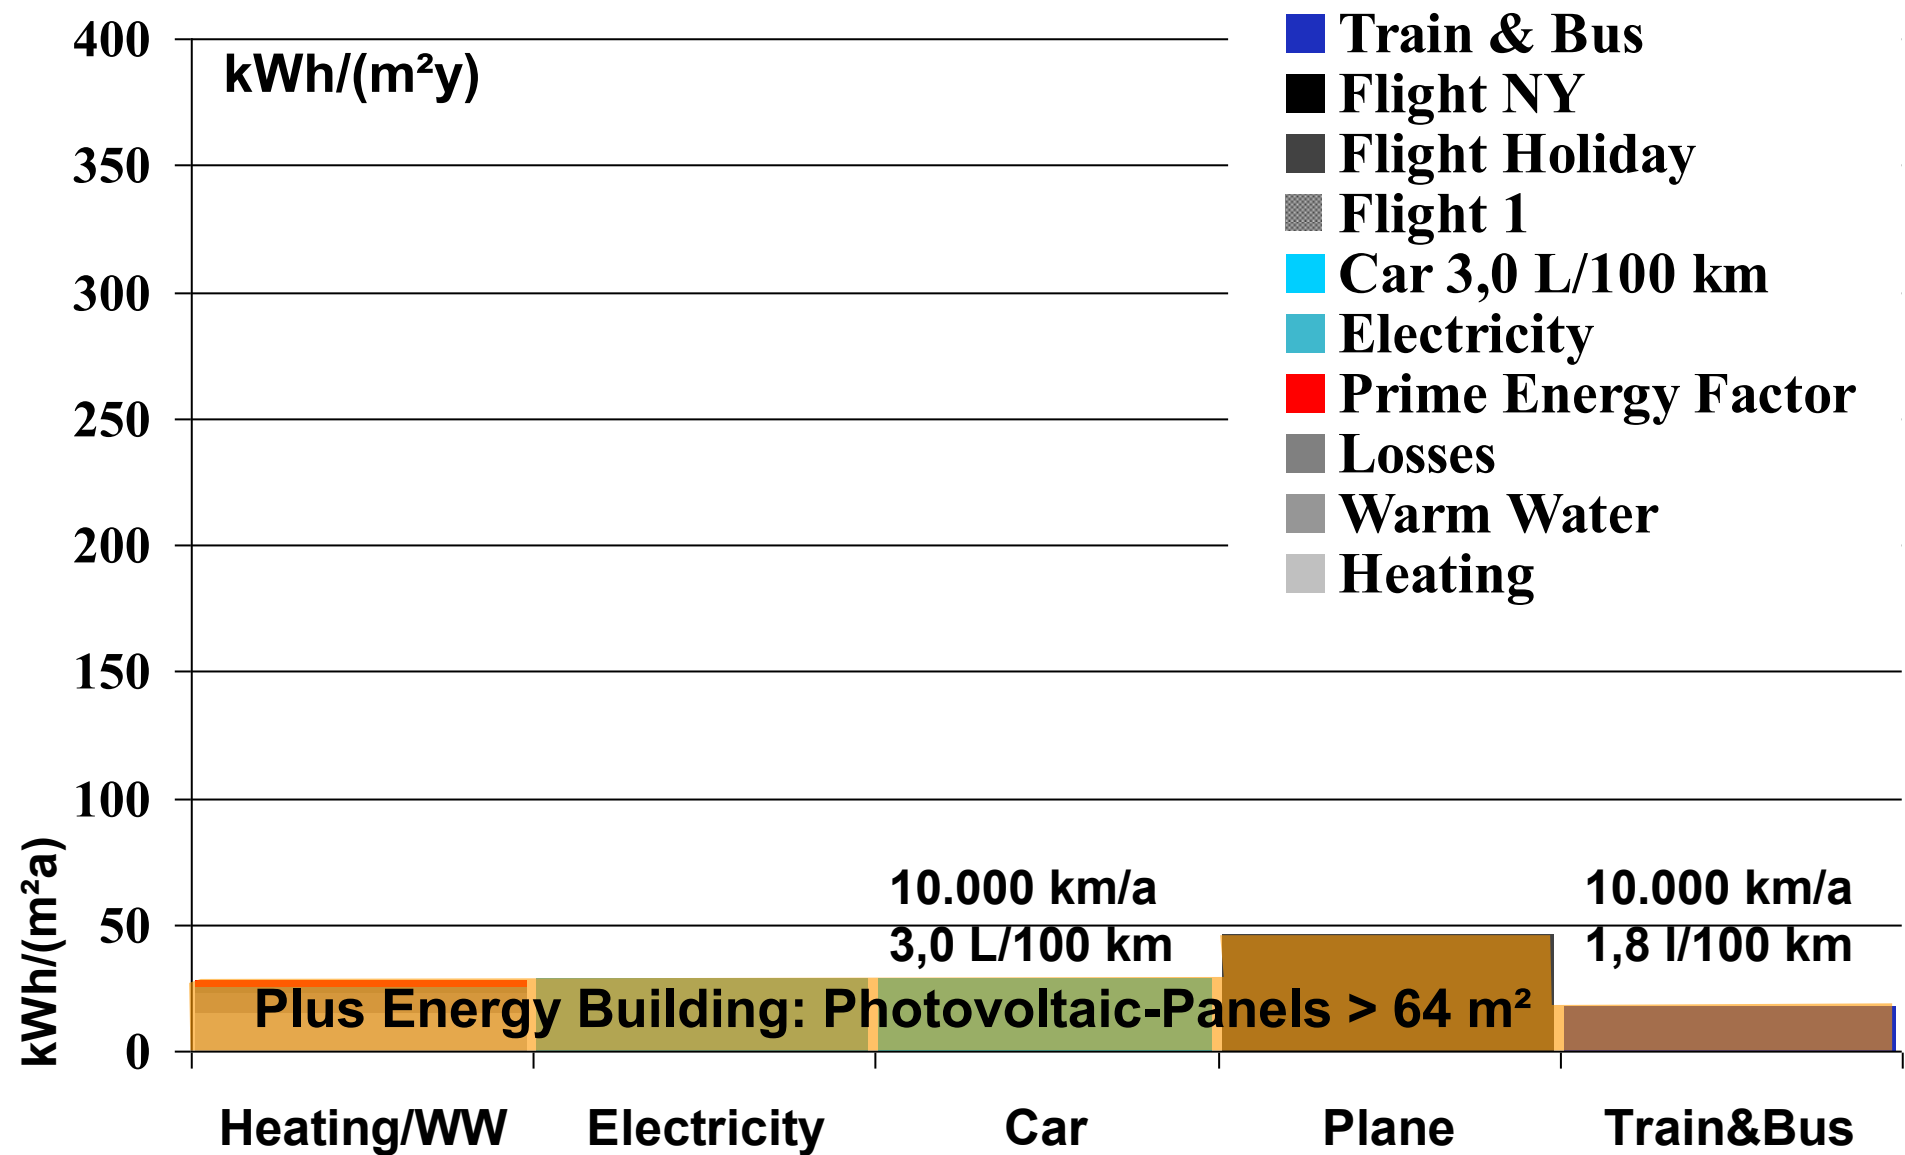 kWh/(m²y)
400
350
300
250
200
150
100
50
0
kWh/(m²a)
Train & Bus
Flight NY
Flight Holiday
Flight 1
Car 3,0 L/100 km
Electricity
Prime Energy Factor
Losses
Warm Water
Heating
10.000 km/a
3,0 L/100 km
10.000 km/a
1,8 l/100 km
Plus Energy Building: Photovoltaic-Panels > 64 m²
Heating/WW
Electricity
Car
Plane
Train&Bus